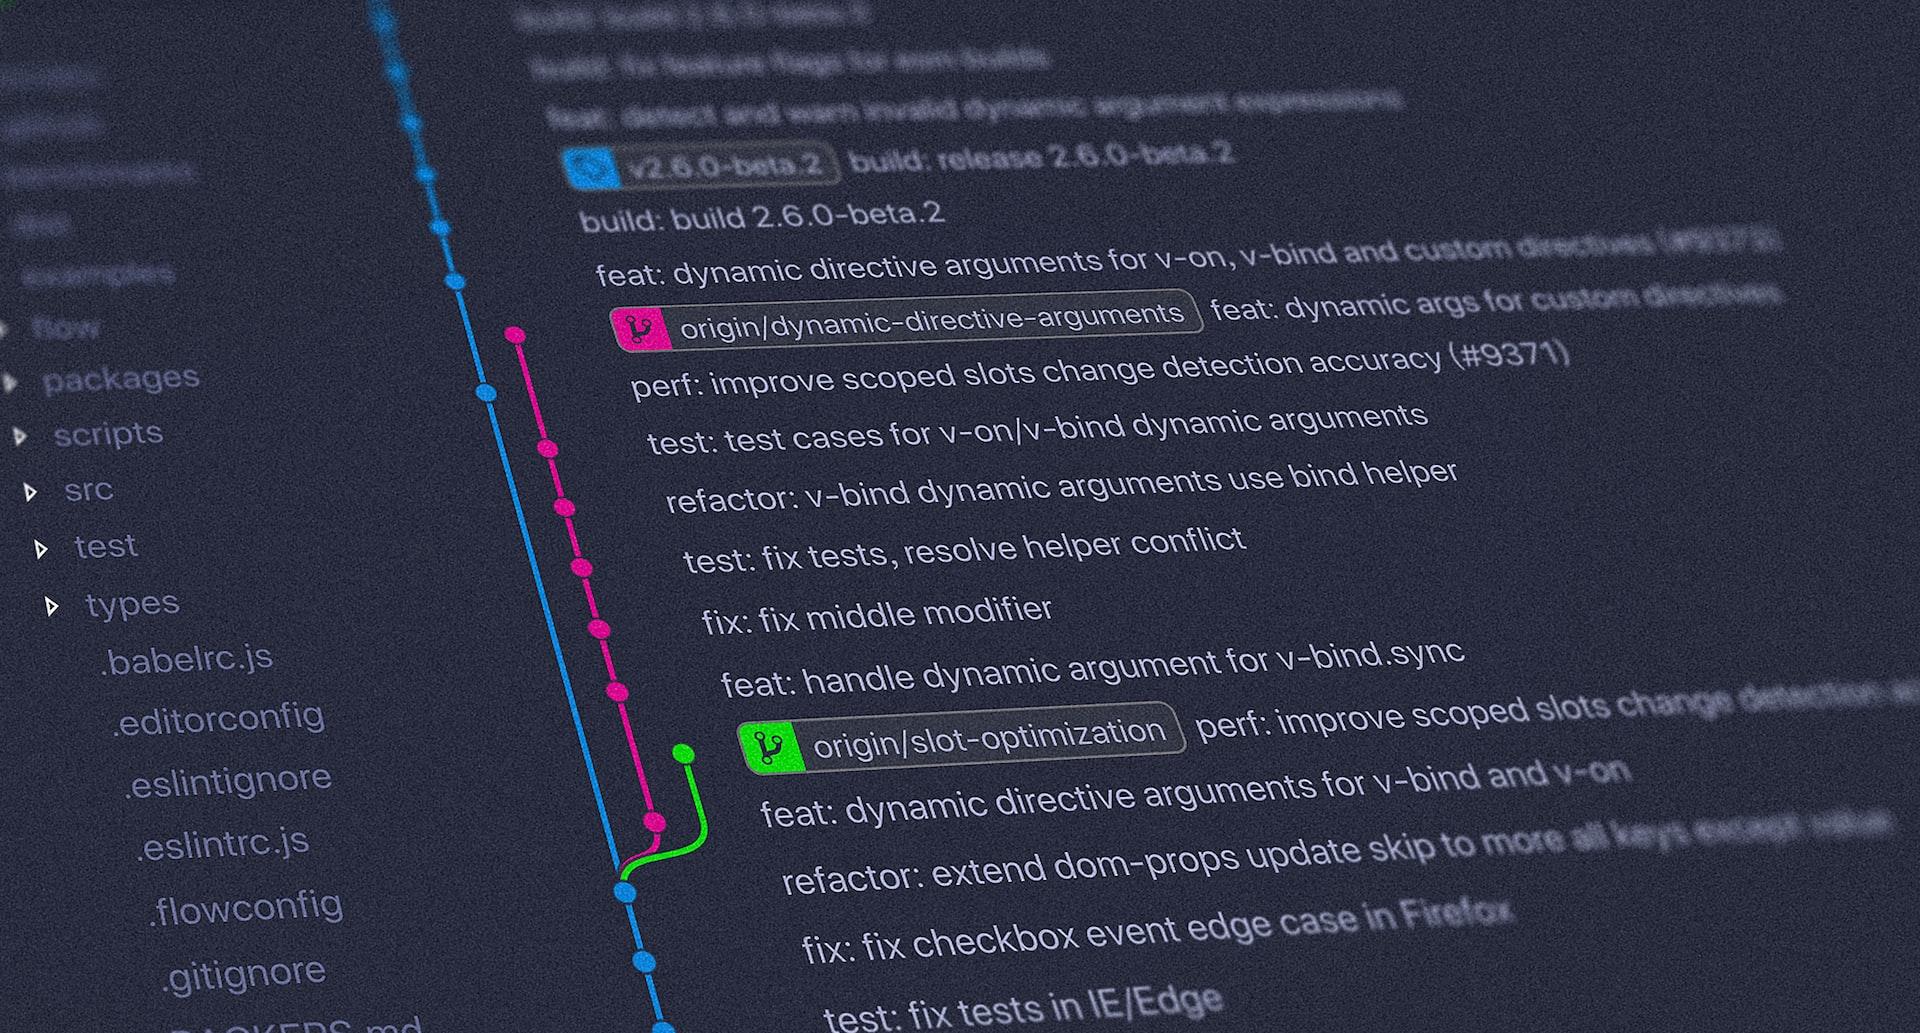 build: build 2.6.0-beta.3
build: fix feature flags for esm builds
feat: detect and warn invalid dynamic argument expressions
v2.6.0-beta.2 build: release 2.6.0-beta.2
build: build 2.6.0-beta.2
feat: dynamic directive arguments for v-on, v-bind and custom directives (#9373)
origin/dynamic-directive-arguments feat: dynamic args for custom directives
perf: improve scoped slots change detection accuracy (#9371)
test: test cases for v-on/v-bind dynamic arguments
refactor: v-bind dynamic arguments use bind helper
test: fix tests, resolve helper conflict
fix: fix middle modifier
feat: handle dynamic argument for v-bind.sync
origin/slot-optimization perf: improve scoped slots change detection
feat: dynamic directive arguments for v-bind and v-on
refactor: extend dom-props update skip to more all keys except value
fix: fix checkbox event edge case in Firefox
test: fix tests in IE/Edge
examples
flow
packages
scripts
src
test
types
.babelrc.js
.editorconfig
.eslintignore
.eslintrc.js
.flowconfig
.gitignore
BACKERS.md